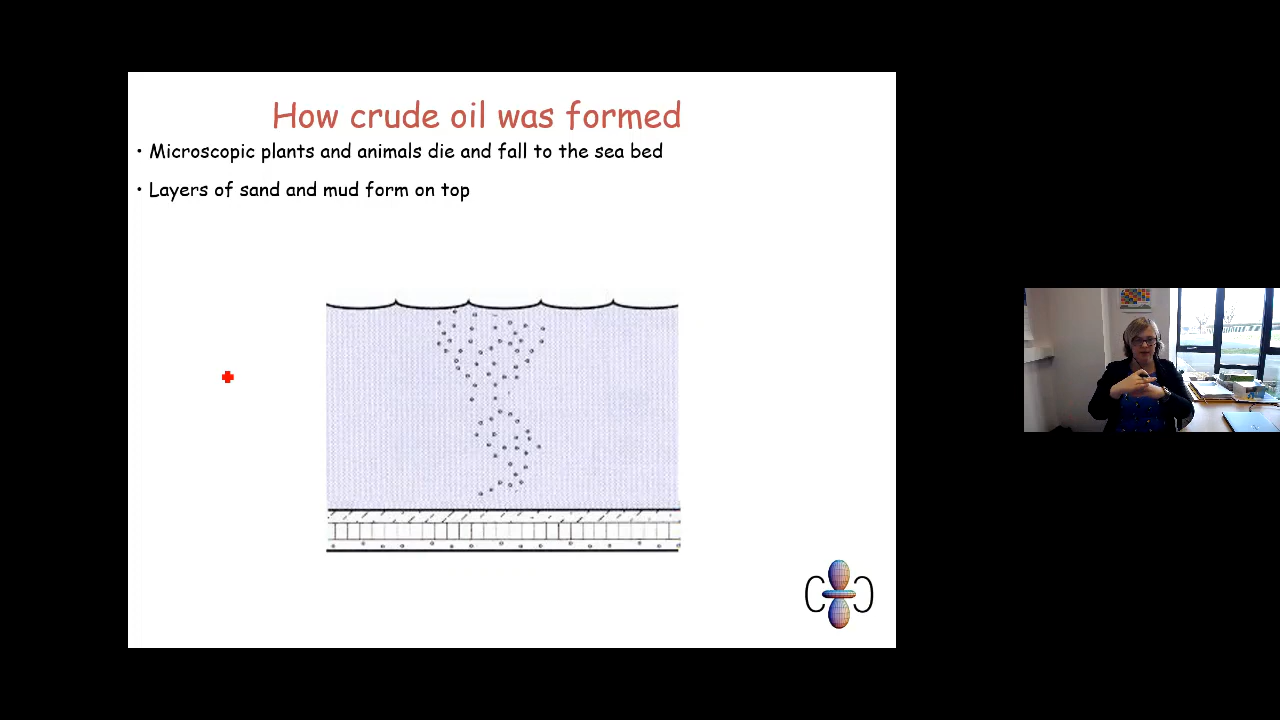 How crude oil was formed
• Microscopic plants and animals die and fall to the sea bed
• Layers of sand and mud form on top